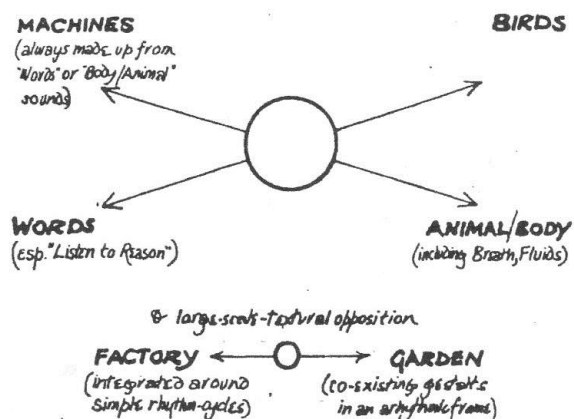 MACHINES
(always made up from
"Words" or "Body/Animal"
sounds)
BIRDS
WORDS
(esp. "Listen to Reason")
ANIMAL/BODY
(including Breath, Fluids)
& large-scale-textural opposition
FACTORY
(integrated around
simple rhythm-cycles)
GARDEN
(co-existing gestalts
in an arhythmic frame)